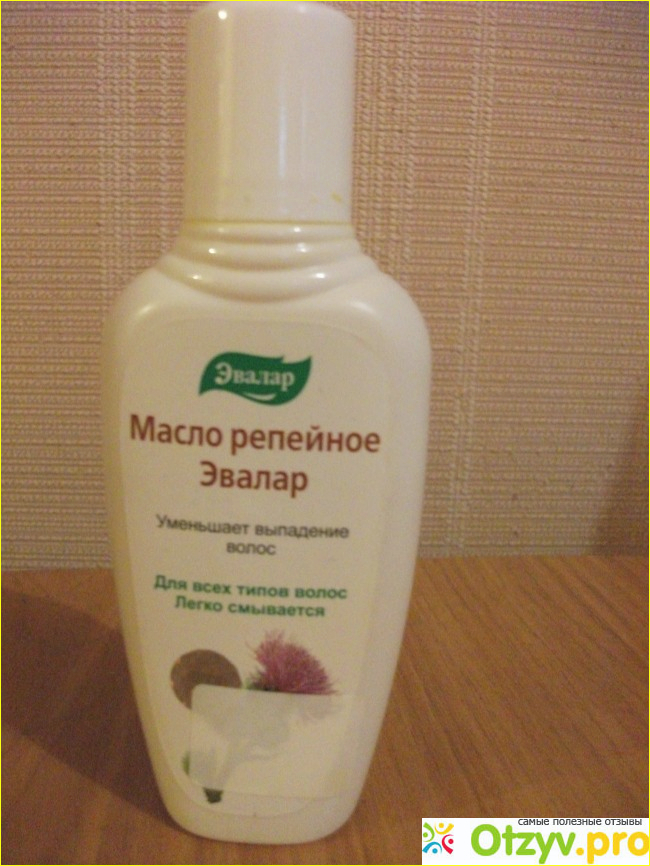 Эвалар
Масло репейное
Эвалар
Уменьшает выпадение
волос
Для всех типов волос
Легко смывается
самые полезные отзывы
Otzyv.pro